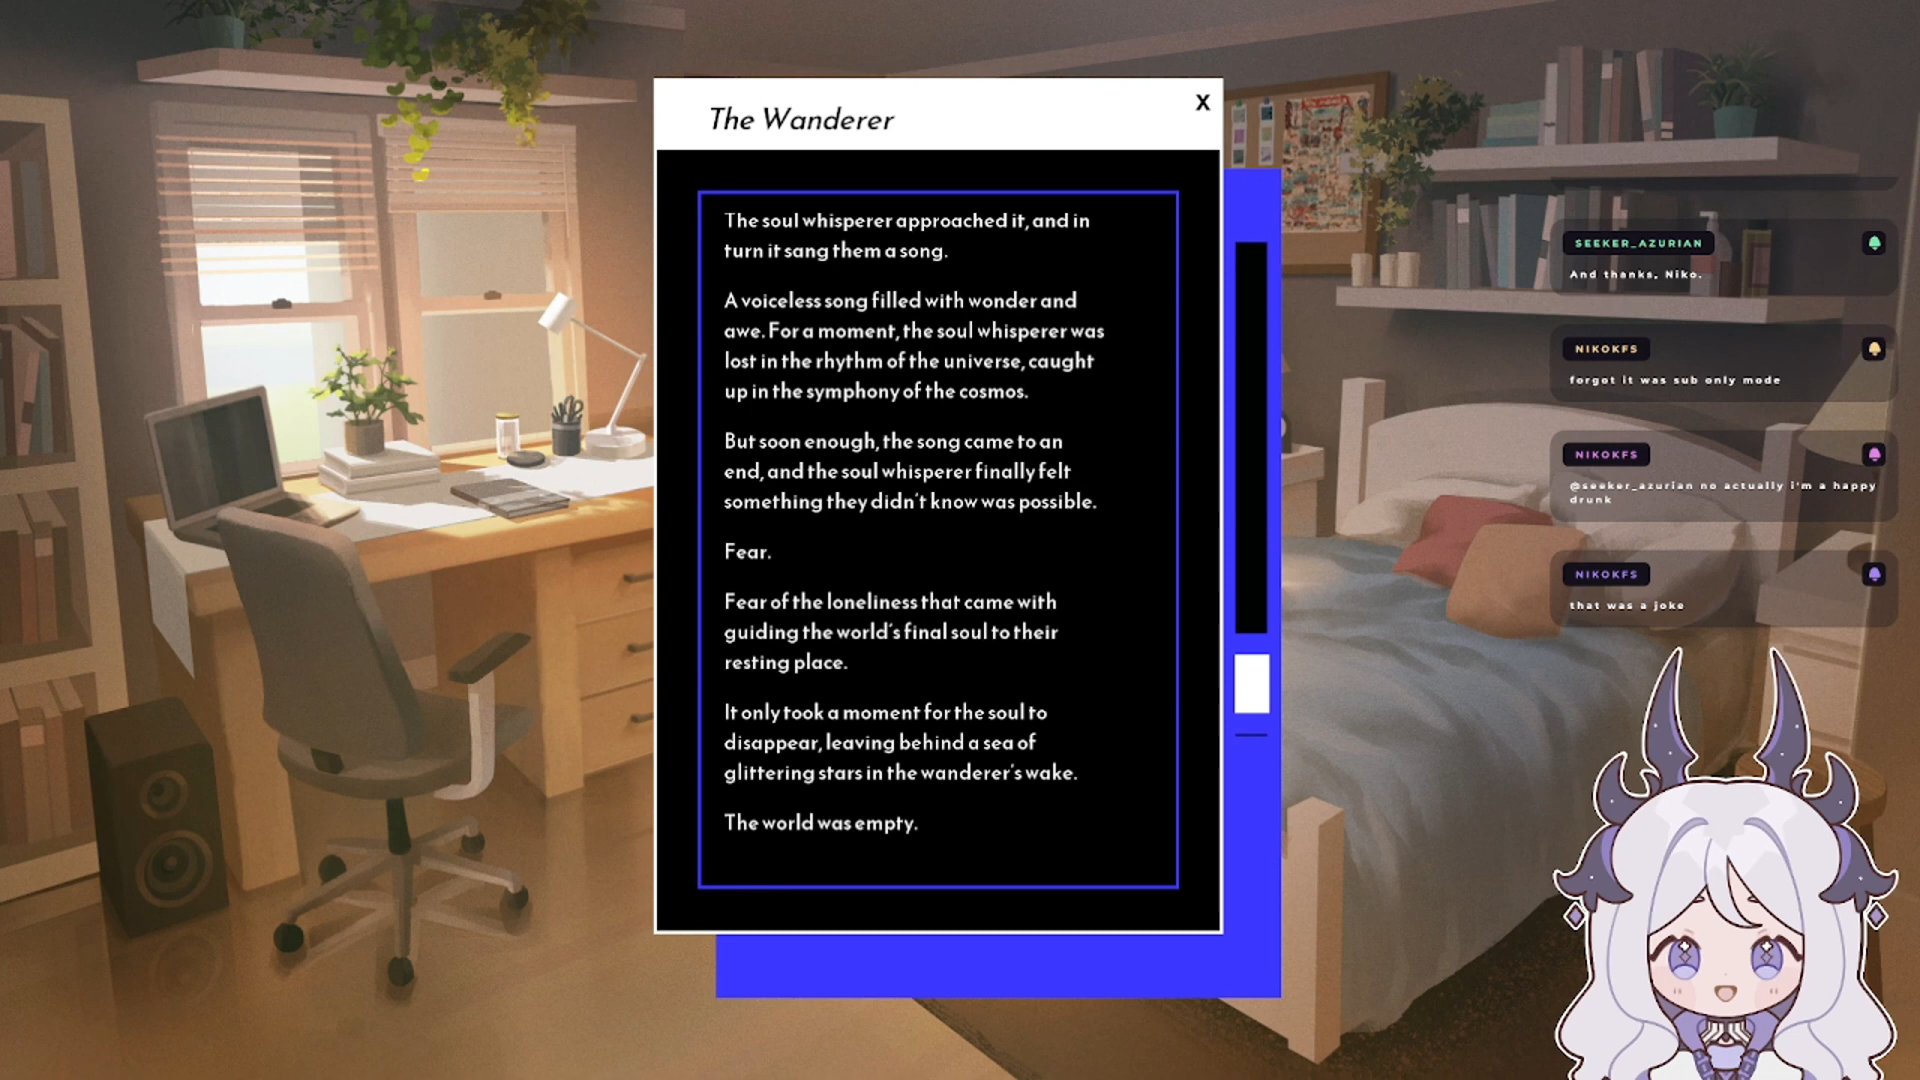 The Wanderer
X
The soul whisperer approached it, and in
turn it sang them a song.
A voiceless song filled with wonder and
awe. For a moment, the soul whisperer was
lost in the rhythm of the universe, caught
up in the symphony of the cosmos.
But soon enough, the song came to an
end, and the soul whisperer finally felt
something they didn't know was possible.
Fear.
Fear of the loneliness that came with
guiding the world's final soul to their
resting place.
It only took a moment for the soul to
disappear, leaving behind a sea of
glittering stars in the wanderer's wake.
The world was empty.
SEEKER_AZURIAN
And thanks, Niko.
NIKOKFS
forgot it was sub only mode
NIKOKFS
@seeker_azurian no actually i'm a happy
drunk
NIKOKFS
that was a joke